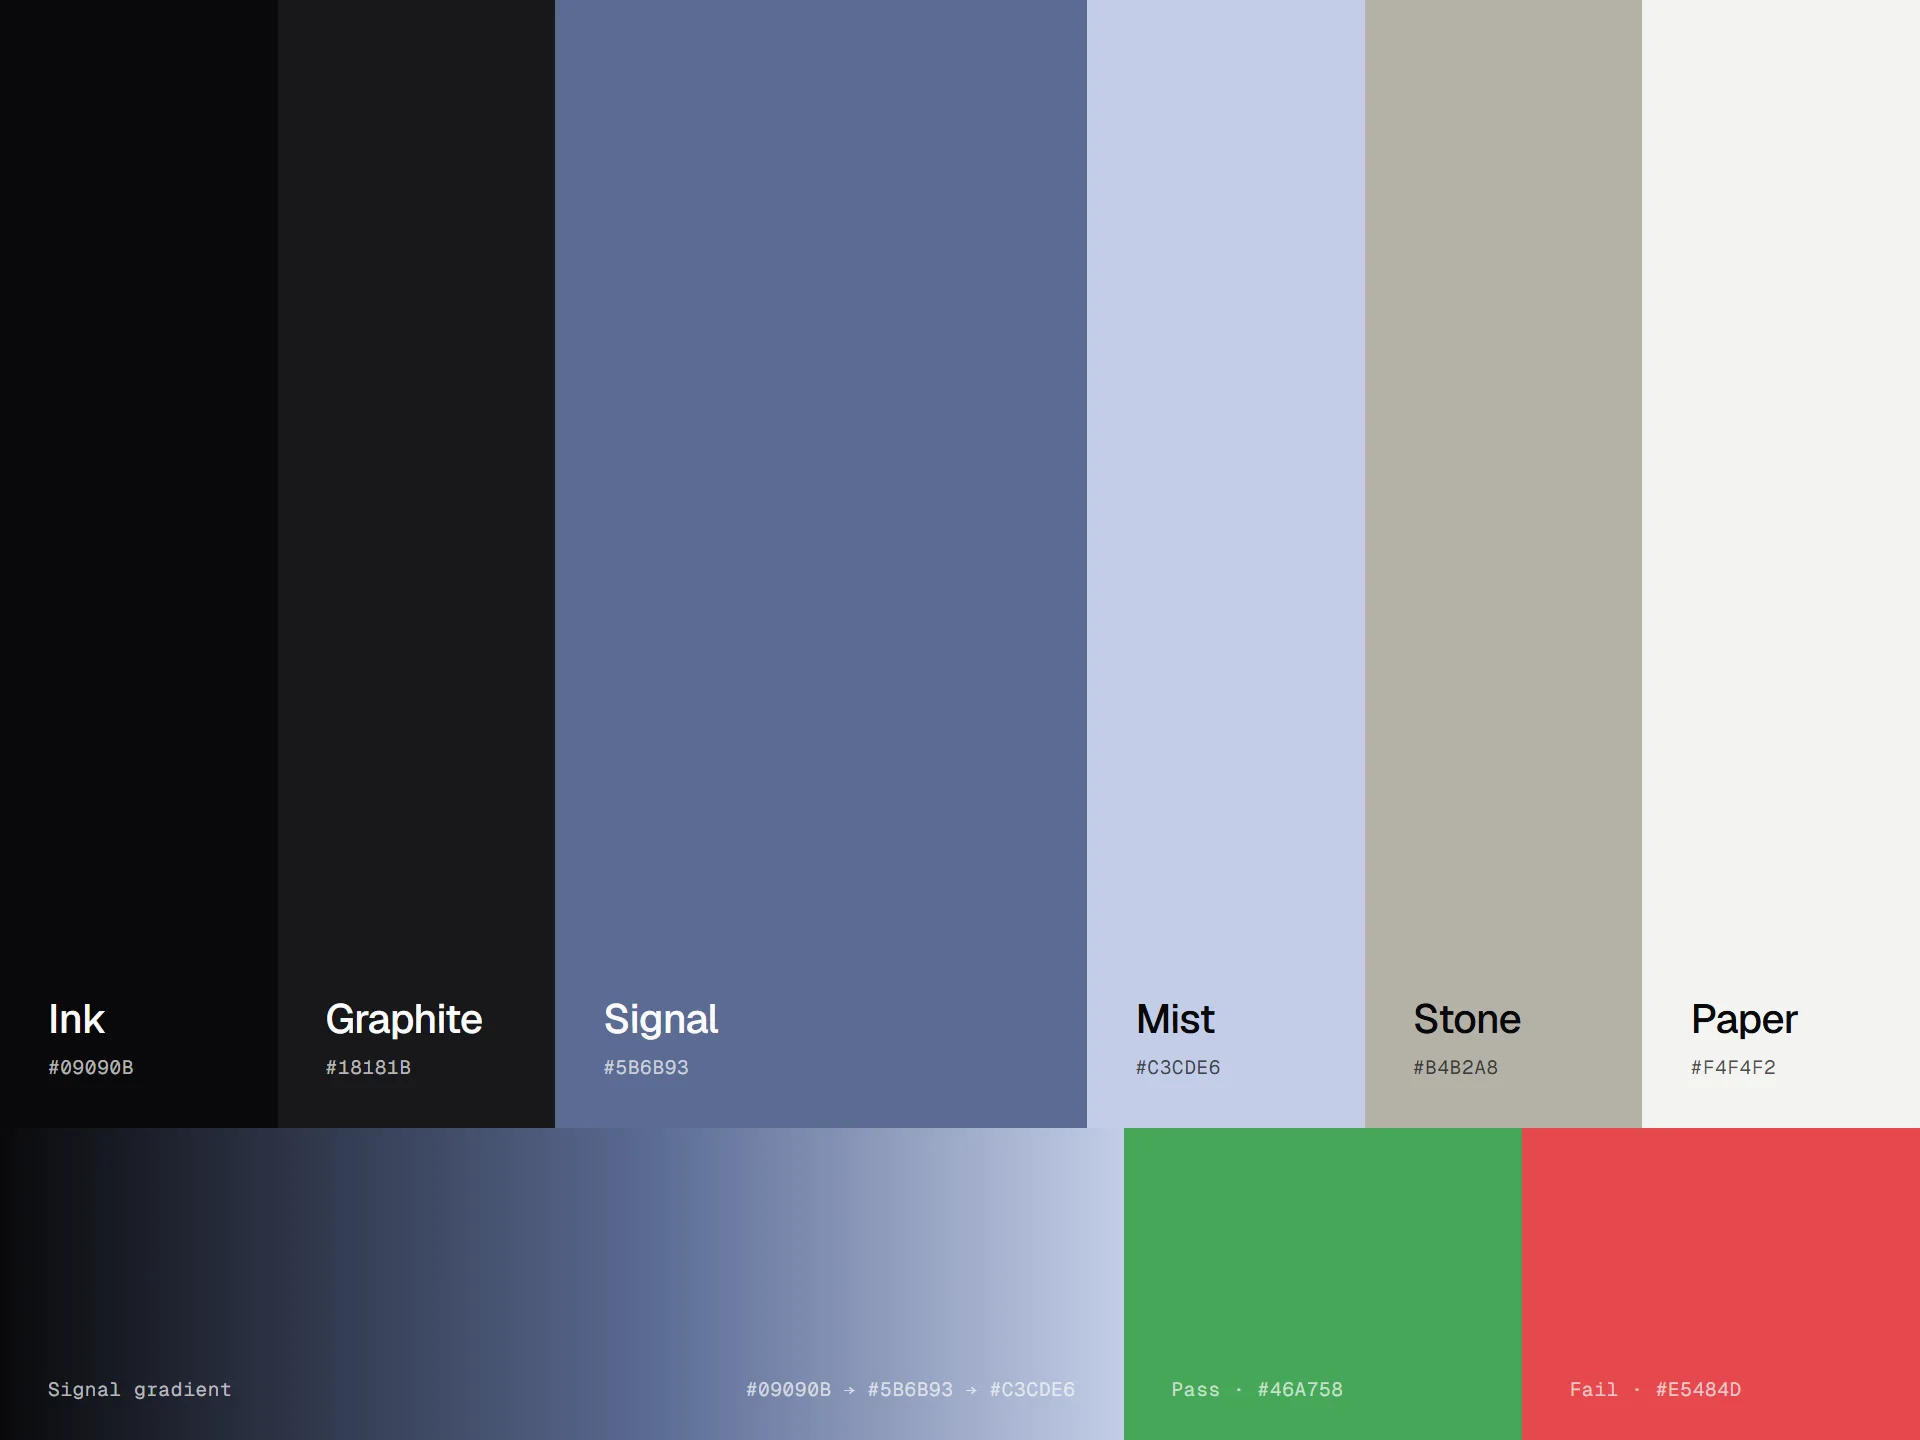 Ink
#09090B
Graphite
#18181B
Signal
#5B6B93
Mist
#C3CDE6
Stone
#B4B2A8
Paper
#F4F4F2
Signal gradient
#09090B → #5B6B93 → #C3CDE6
Pass · #46A758
Fail · #E5484D